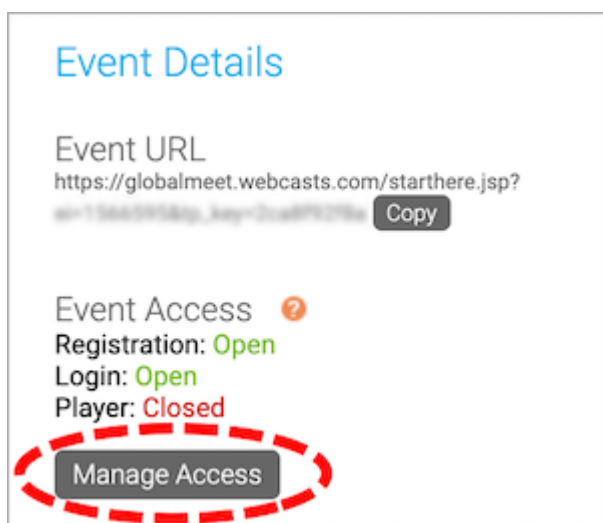 Event Details
Event URL
https://globalmeet.webcasts.com/starthere.jsp?
Copy
Event Access ?
Registration: Open
Login: Open
Player: Closed
Manage Access